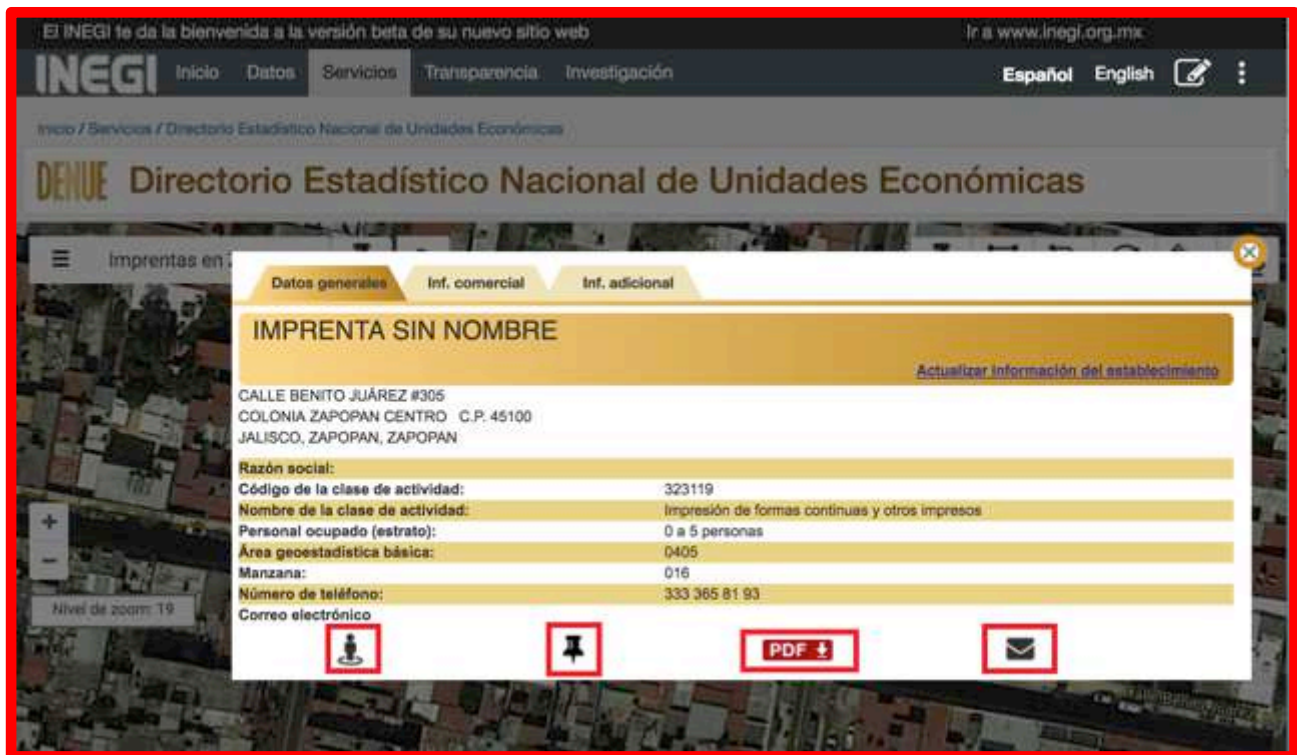 El INEGI te da la bienvenida a la versión beta de su nuevo sitio web Ir a www.inegi.org.mx
INEGI Inicio Datos Servicios Transparencia Investigación Español English
Inicio / Servicios / Directorio Estadístico Nacional de Unidades Económicas
DENUE Directorio Estadístico Nacional de Unidades Económicas
Imprentas en
Datos generales Inf. comercial Inf. adicional
IMPRENTA SIN NOMBRE
Actualizar información del establecimiento
CALLE BENITO JUÁREZ #305
COLONIA ZAPOPAN CENTRO C.P. 45100
JALISCO, ZAPOPAN, ZAPOPAN
Razón social:
Código de la clase de actividad: 323119
Nombre de la clase de actividad: Impresión de formas continuas y otros impresos
Personal ocupado (estrato): 0 a 5 personas
Área geoestadística básica: 0405
Manzana: 016
Número de teléfono: 333 365 81 93
Correo electrónico
+
−
Nivel de zoom: 19
PDF